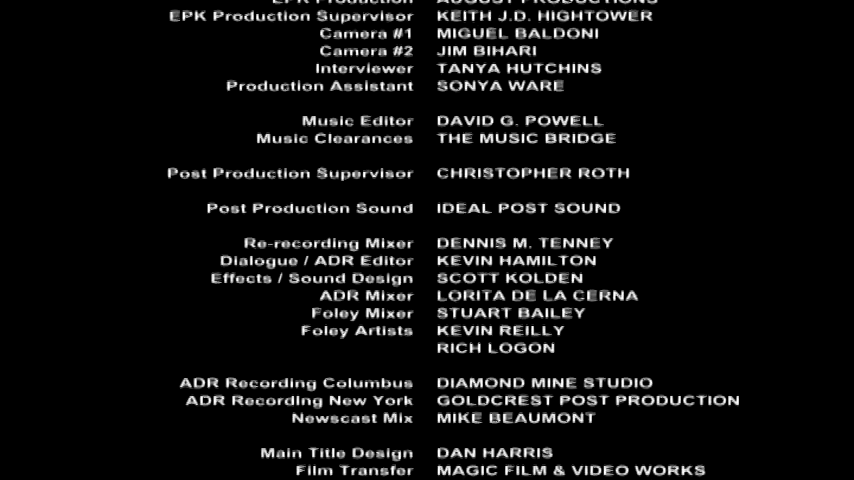 EPK Production AUGUST PRODUCTIONS
EPK Production Supervisor KEITH J.D. HIGHTOWER
Camera #1 MIGUEL BALDONI
Camera #2 JIM BIHARI
Interviewer TANYA HUTCHINS
Production Assistant SONYA WARE
Music Editor DAVID G. POWELL
Music Clearances THE MUSIC BRIDGE
Post Production Supervisor CHRISTOPHER ROTH
Post Production Sound IDEAL POST SOUND
Re-recording Mixer DENNIS M. TENNEY
Dialogue / ADR Editor KEVIN HAMILTON
Effects / Sound Design SCOTT KOLDEN
ADR Mixer LORITA DE LA CERNA
Foley Mixer STUART BAILEY
Foley Artists KEVIN REILLY
RICH LOGON
ADR Recording Columbus DIAMOND MINE STUDIO
ADR Recording New York GOLDCREST POST PRODUCTION
Newscast Mix MIKE BEAUMONT
Main Title Design DAN HARRIS
Film Transfer MAGIC FILM & VIDEO WORKS